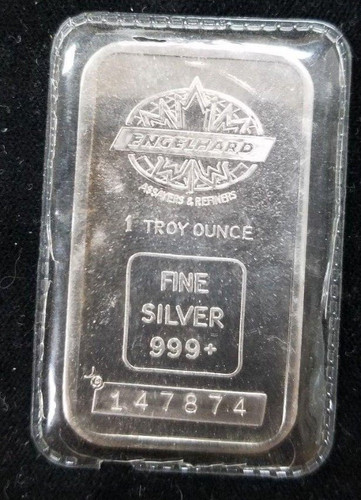 ENGELHARD
ASSAYERS & REFINERS
1 TROY OUNCE
FINE
SILVER
999+
147874